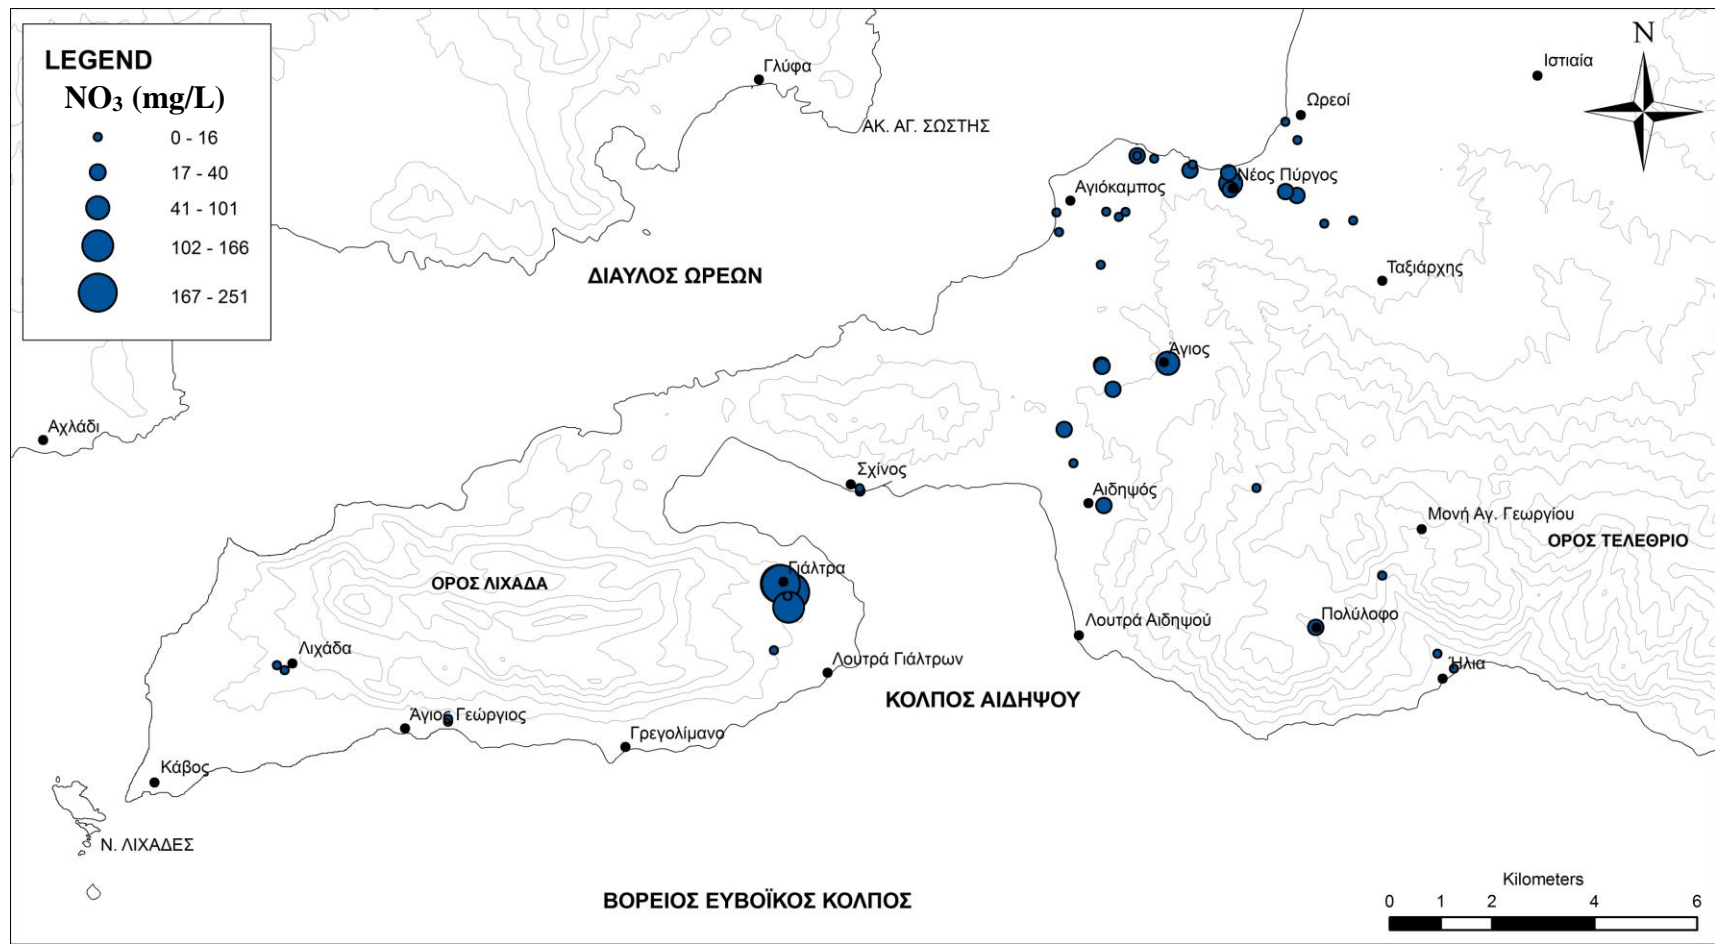 LEGEND
NO₃ (mg/L)
0 - 16
17 - 40
41 - 101
102 - 166
167 - 251
Γλύφα
ΑΚ. ΑΓ. ΣΩΣΤΗΣ
N
Ιστιαία
Ωρεοί
Νέος Πύργος
Αγιόκαμπος
ΔΙΑΥΛΟΣ ΩΡΕΩΝ
Ταξιάρχης
Άγιος
Αχλάδι
Σχίνος
Αιδηψός
Μονή Αγ. Γεωργίου
ΟΡΟΣ ΤΕΛΕΘΡΙΟ
ΟΡΟΣ ΛΙΧΑΔΑ
Γιάλτρα
Πολύλοφο
Λουτρά Αιδηψού
Λιχάδα
Λουτρά Γιάλτρων
Ήλια
ΚΟΛΠΟΣ ΑΙΔΗΨΟΥ
Άγιος Γεώργιος
Γρεγολίμανο
Κάβος
Ν. ΛΙΧΑΔΕΣ
ΒΟΡΕΙΟΣ ΕΥΒΟΪΚΟΣ ΚΟΛΠΟΣ
Kilometers
0 1 2 4 6